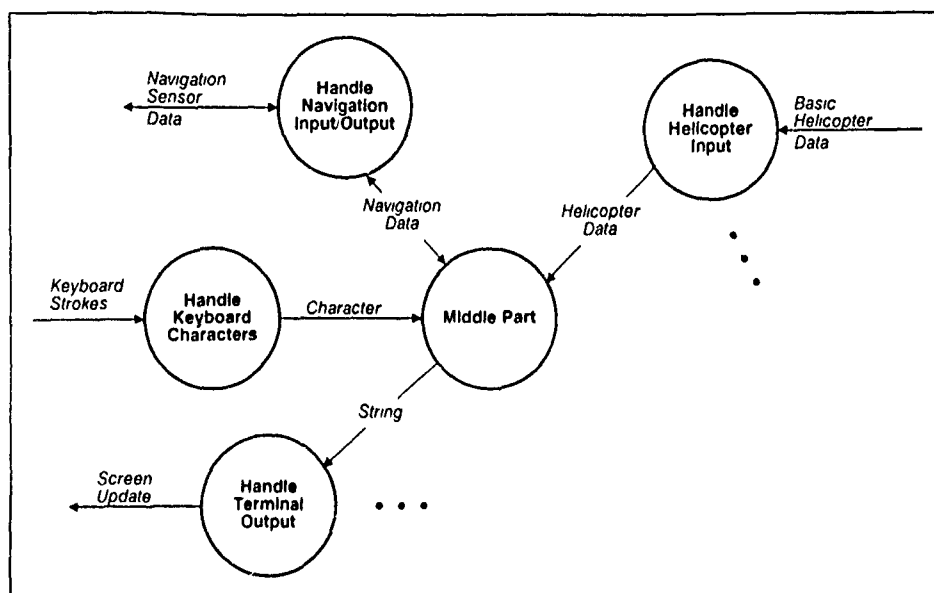 Navigation
Sensor
Data
Handle
Navigation
Input/Output
Handle
Helicopter
Input
Basic
Helicopter
Data
Navigation
Data
Helicopter
Data
Keyboard
Strokes
Handle
Keyboard
Characters
Character
Middle Part
String
Screen
Update
Handle
Terminal
Output